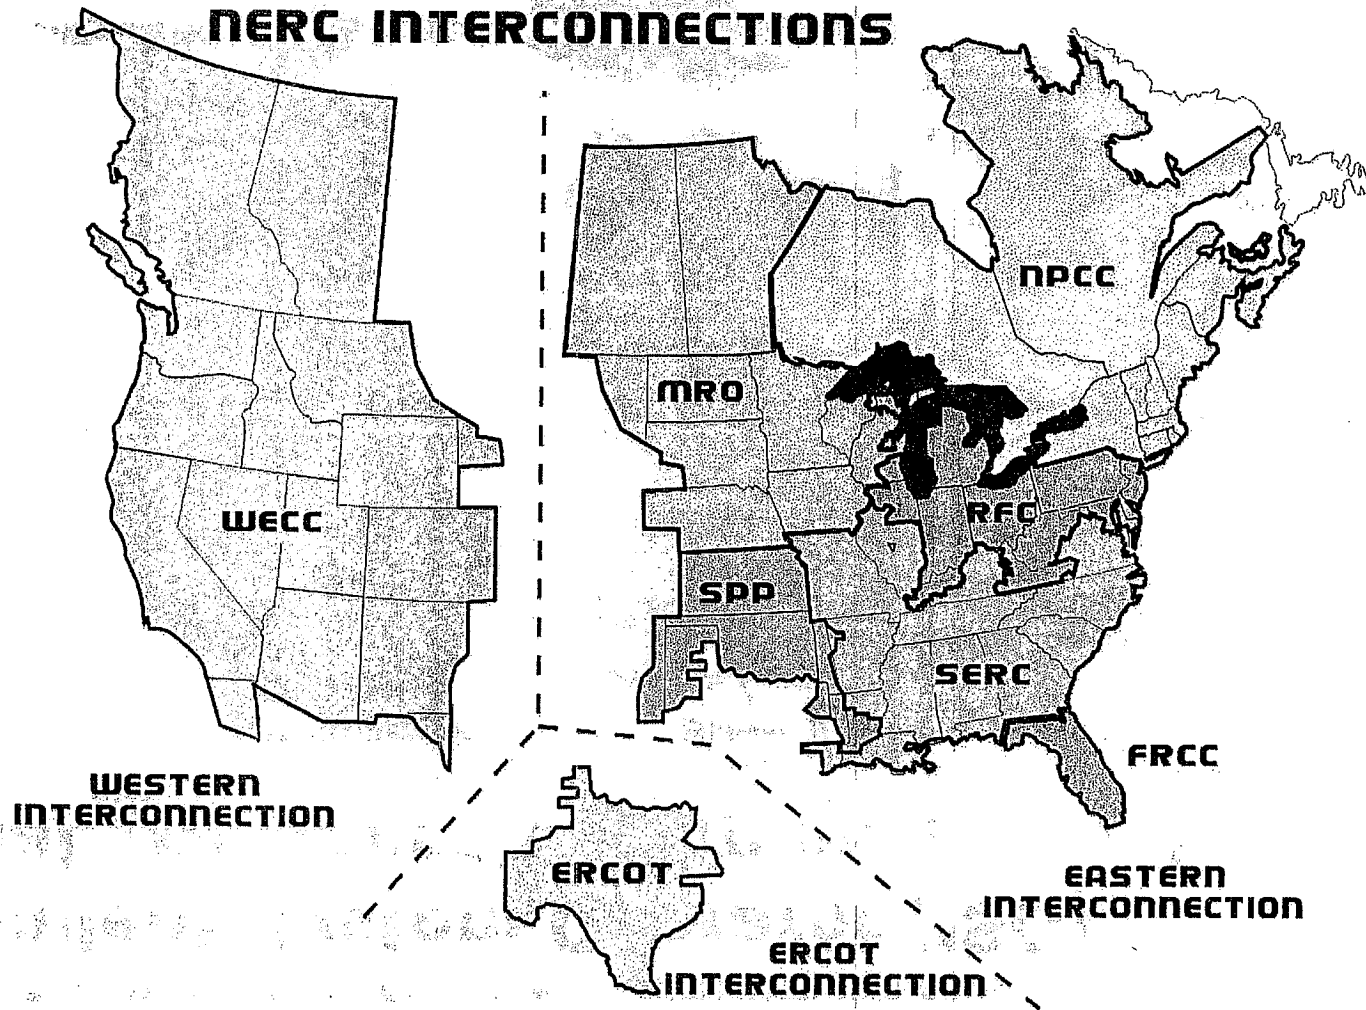 NERC INTERCONNECTIONS
NPCC
MRO
WECC
RFC
SPP
SERC
FRCC
WESTERN
INTERCONNECTION
ERCOT
EASTERN
INTERCONNECTION
ERCOT
INTERCONNECTION